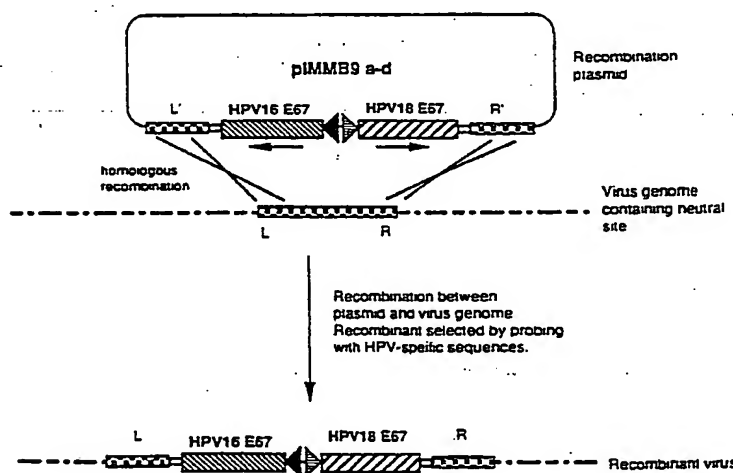 pIMMB9 a-d
Recombination
plasmid
L'
HPV16 E67
HPV18 E67
R'
homologous
recombination
Virus genome
containing neutral
site
L
R
Recombination between
plasmid and virus genome
Recombinant selected by probing
with HPV-speific sequences.
L
HPV16 E67
HPV18 E67
R
Recombinant virus